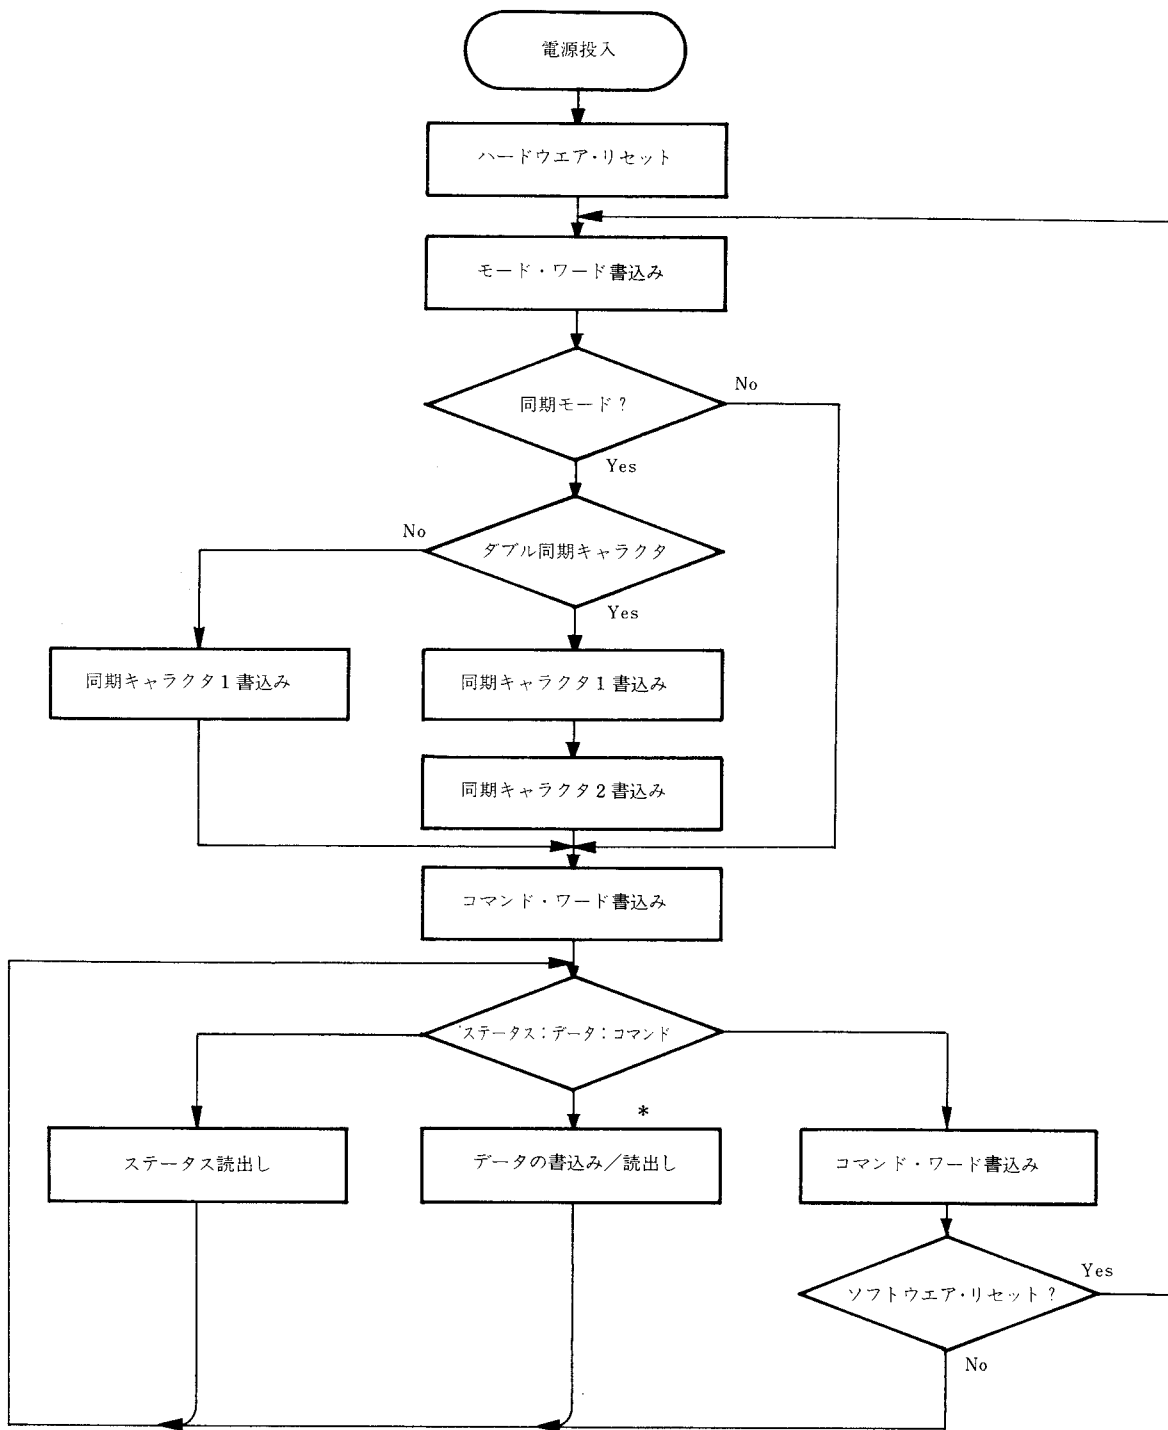 電源投入
ハードウエア・リセット
モード・ワード書込み
同期モード?
No
Yes
ダブル同期キャラクタ
No
Yes
同期キャラクタ1書込み
同期キャラクタ1書込み
同期キャラクタ2書込み
コマンド・ワード書込み
ステータス:データ:コマンド
*
ステータス読出し
データの書込み/読出し
コマンド・ワード書込み
ソフトウエア・リセット?
Yes
No